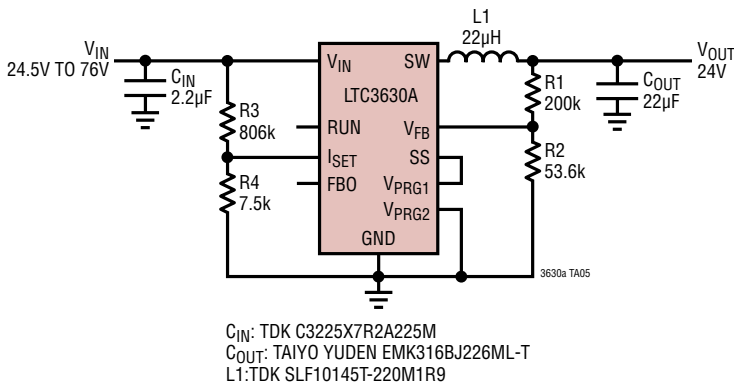 L1
22µH
VIN
24.5V TO 76V
CIN
2.2µF
VIN
SW
VOUT
24V
R1
200k
COUT
22µF
R3
806k
LTC3630A
RUN
VFB
ISET
SS
R2
53.6k
R4
7.5k
FBO
VPRG1
VPRG2
GND
3630a TA05
CIN: TDK C3225X7R2A225M
COUT: TAIYO YUDEN EMK316BJ226ML-T
L1:TDK SLF10145T-220M1R9